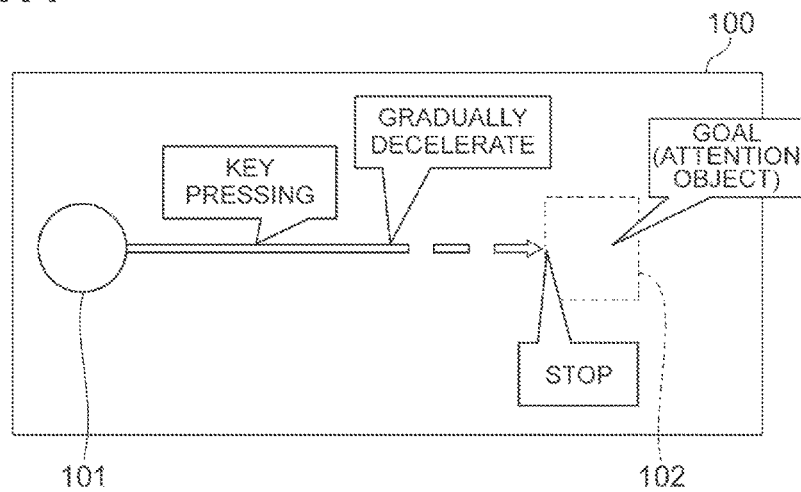 100
GRADUALLY
DECELERATE
GOAL
(ATTENTION
OBJECT)
KEY
PRESSING
STOP
101
102